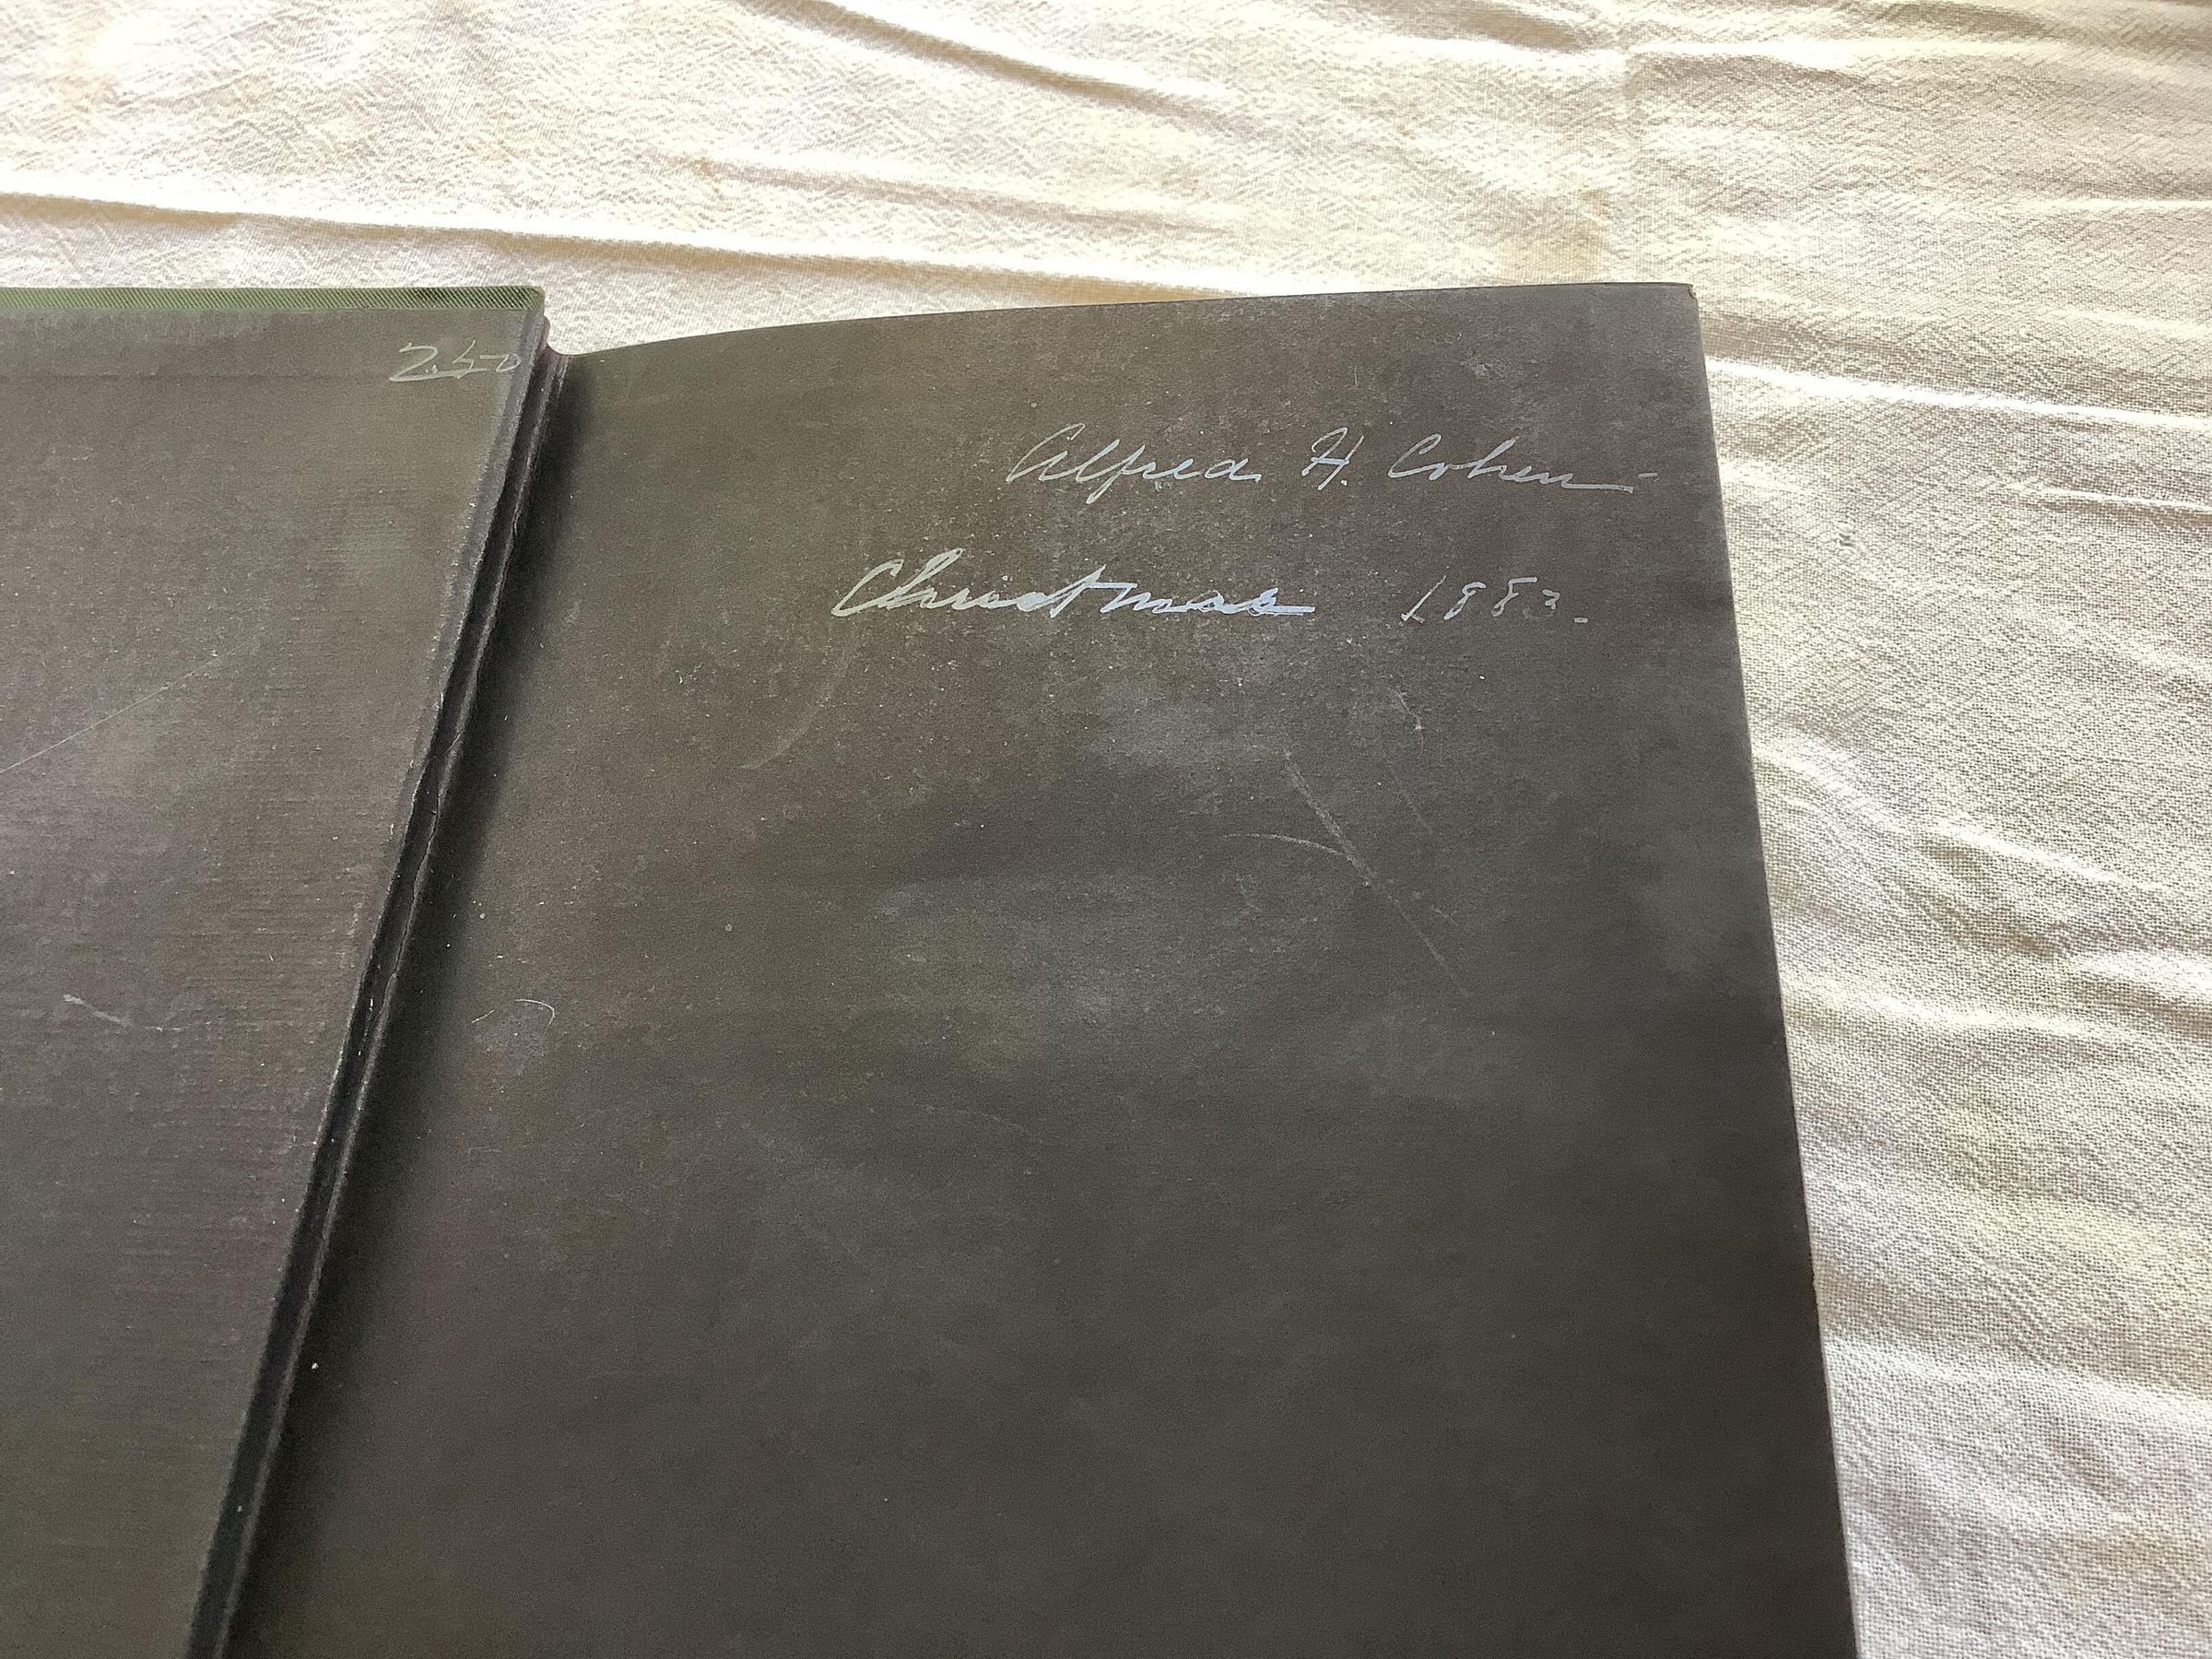 2.50
Alfred H. Cohen -
Christmas 1883.